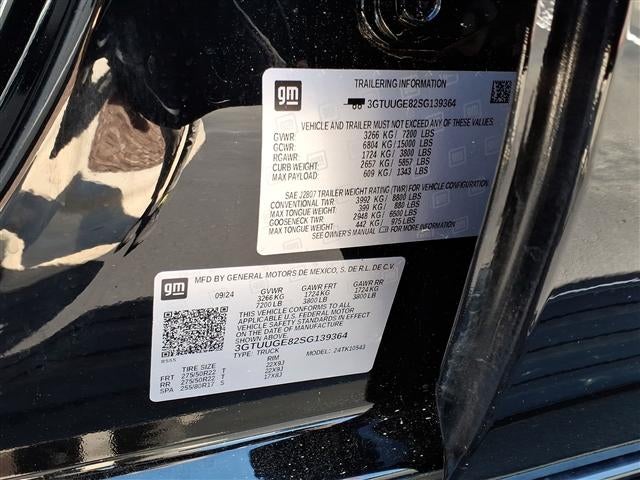 gm
TRAILERING INFORMATION
3GTUUGE82SG139364
VEHICLE AND TRAILER MUST NOT EXCEED ANY OF THESE VALUES.
GVWR: 3266 KG / 7200 LBS
GCWR: 6804 KG / 15000 LBS
RGAWR: 1724 KG / 3800 LBS
CURB WEIGHT: 2657 KG / 5857 LBS
MAX PAYLOAD: 609 KG / 1343 LBS
SAE J2807 TRAILER WEIGHT RATING (TWR) FOR VEHICLE CONFIGURATION.
CONVENTIONAL TWR: 3992 KG / 8800 LBS
MAX TONGUE WEIGHT: 399 KG / 880 LBS
GOOSENECK TWR: 2948 KG / 6500 LBS
MAX TONGUE WEIGHT: 442 KG / 975 LBS
SEE OWNER'S MANUAL FOR MORE INFORMATION
gm
MFD BY GENERAL MOTORS DE MEXICO, S. DE R.L. DE C.V.
09/24 GVWR GAWR FRT GAWR RR
3266 KG 1724 KG 1724 KG
7200 LB 3800 LB 3800 LB
THIS VEHICLE CONFORMS TO ALL
APPLICABLE U.S. FEDERAL MOTOR
VEHICLE SAFETY STANDARDS IN EFFECT
ON THE DATE OF MANUFACTURE
SHOWN ABOVE.
3GTUUGE82SG139364
TYPE: TRUCK MODEL: 24TK10543
TIRE SIZE RIM
FRT 275/50R22 T 22X9J
RR 275/50R22 T 22X9J
SPA 255/80R17 S 17X8J